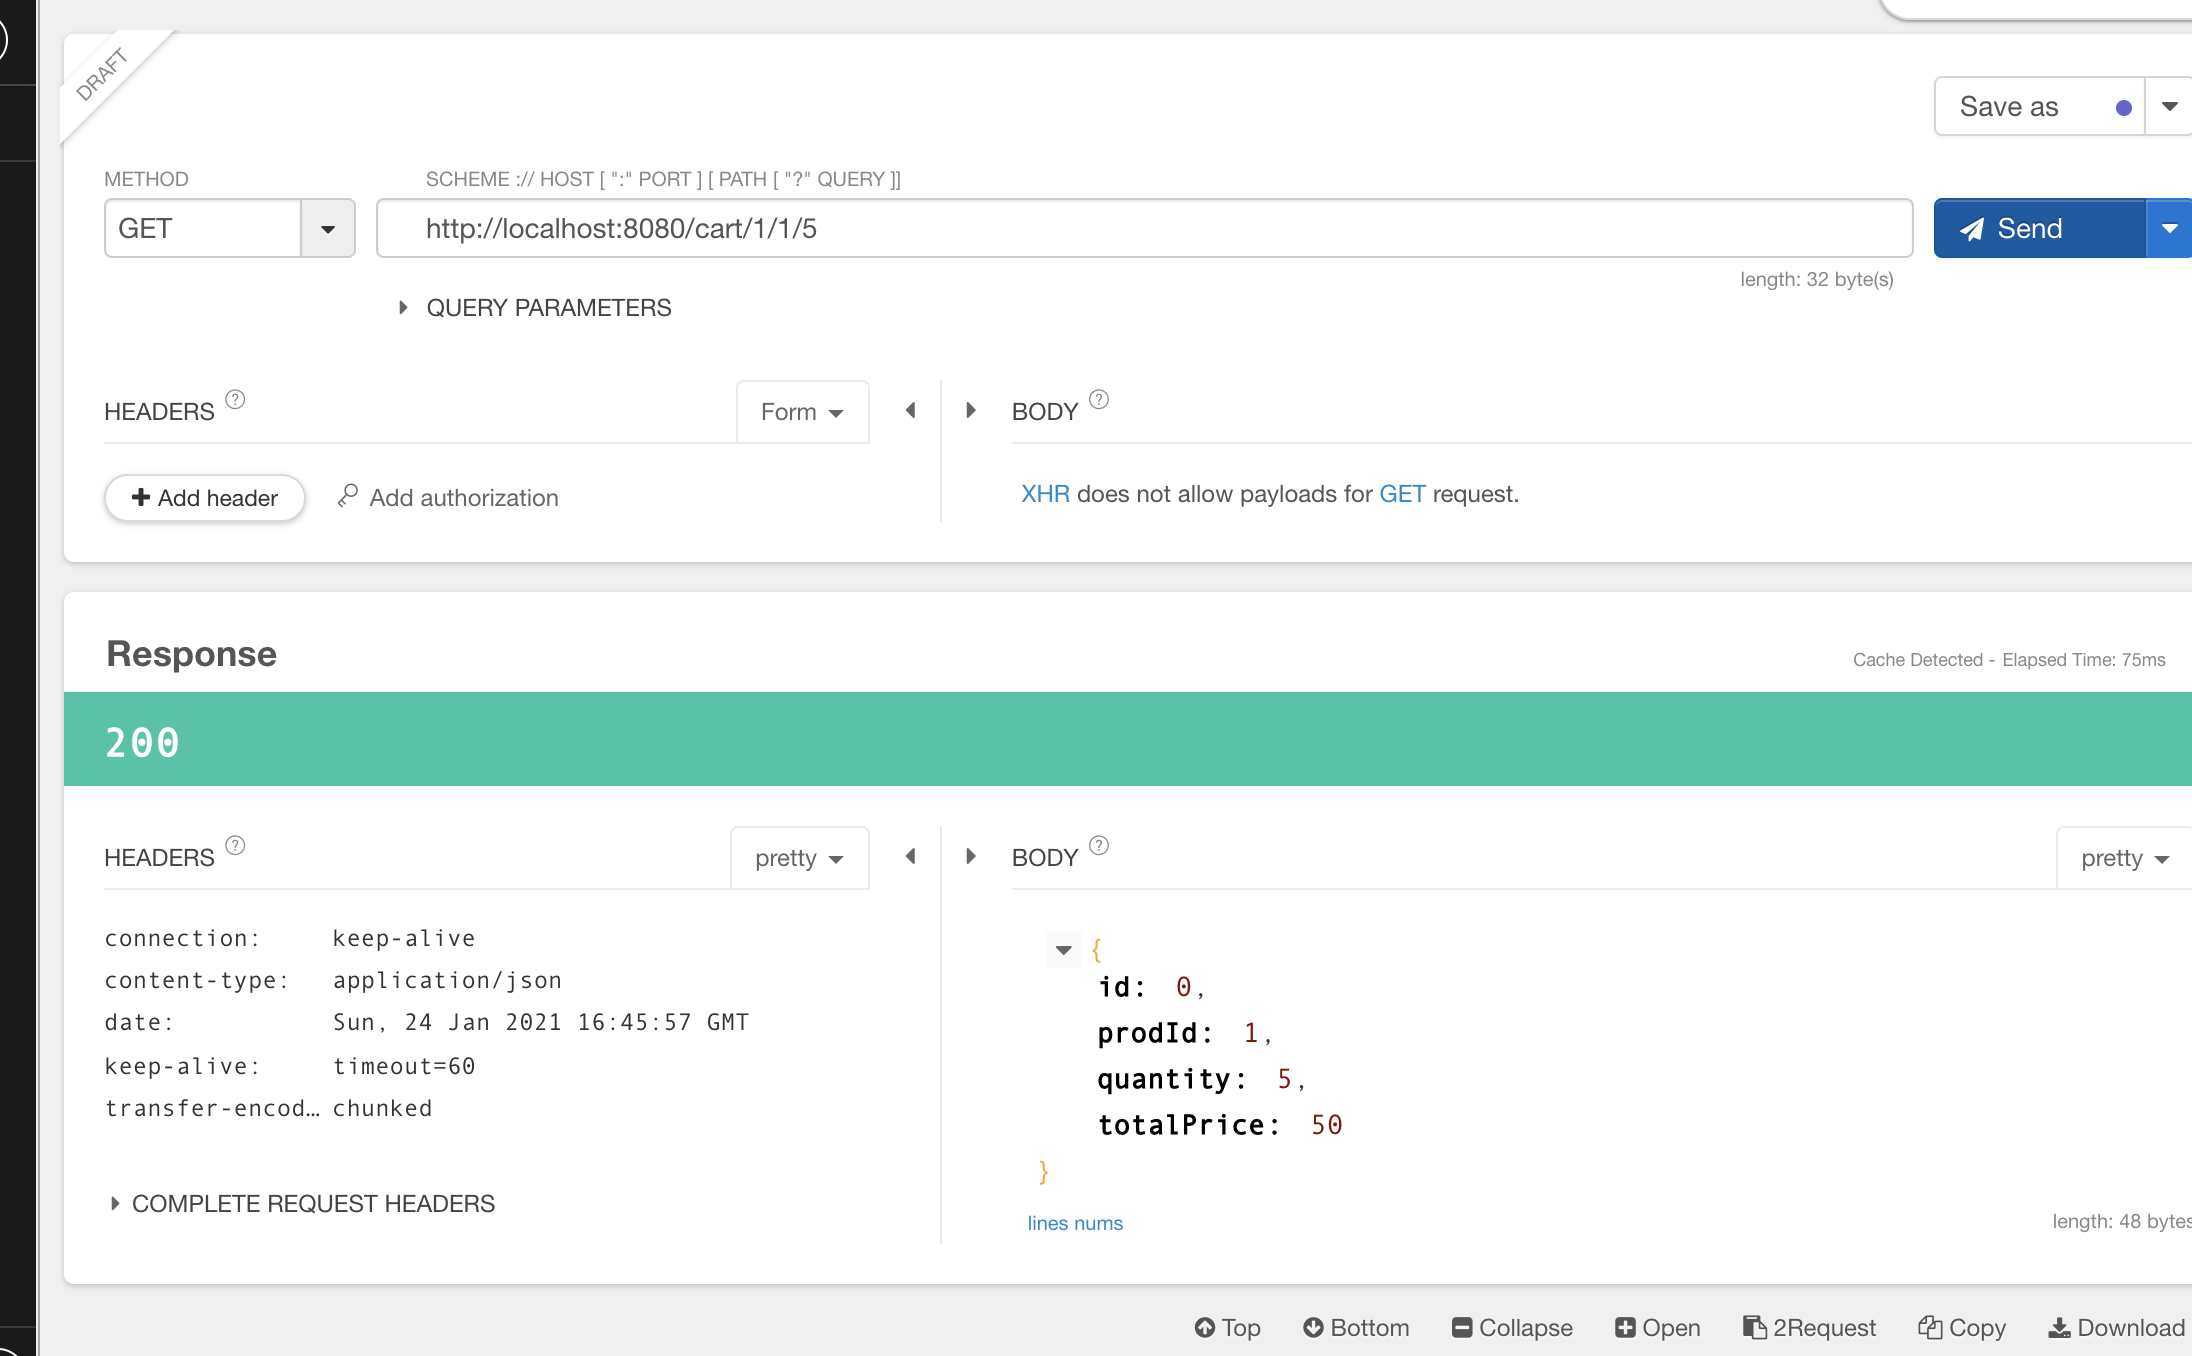 DRAFT
Save as
METHOD
SCHEME :// HOST [ ":" PORT ] [ PATH [ "?" QUERY ]]
GET
http://localhost:8080/cart/1/1/5
Send
length: 32 byte(s)
QUERY PARAMETERS
HEADERS ?
Form
BODY ?
Add header
Add authorization
XHR does not allow payloads for GET request.
Response
Cache Detected - Elapsed Time: 75ms
200
HEADERS ?
pretty
BODY ?
pretty
connection: keep-alive
content-type: application/json
date: Sun, 24 Jan 2021 16:45:57 GMT
keep-alive: timeout=60
transfer-encod… chunked
COMPLETE REQUEST HEADERS
{
id: 0,
prodId: 1,
quantity: 5,
totalPrice: 50
}
lines nums
length: 48 bytes
Top Bottom Collapse Open 2Request Copy Download